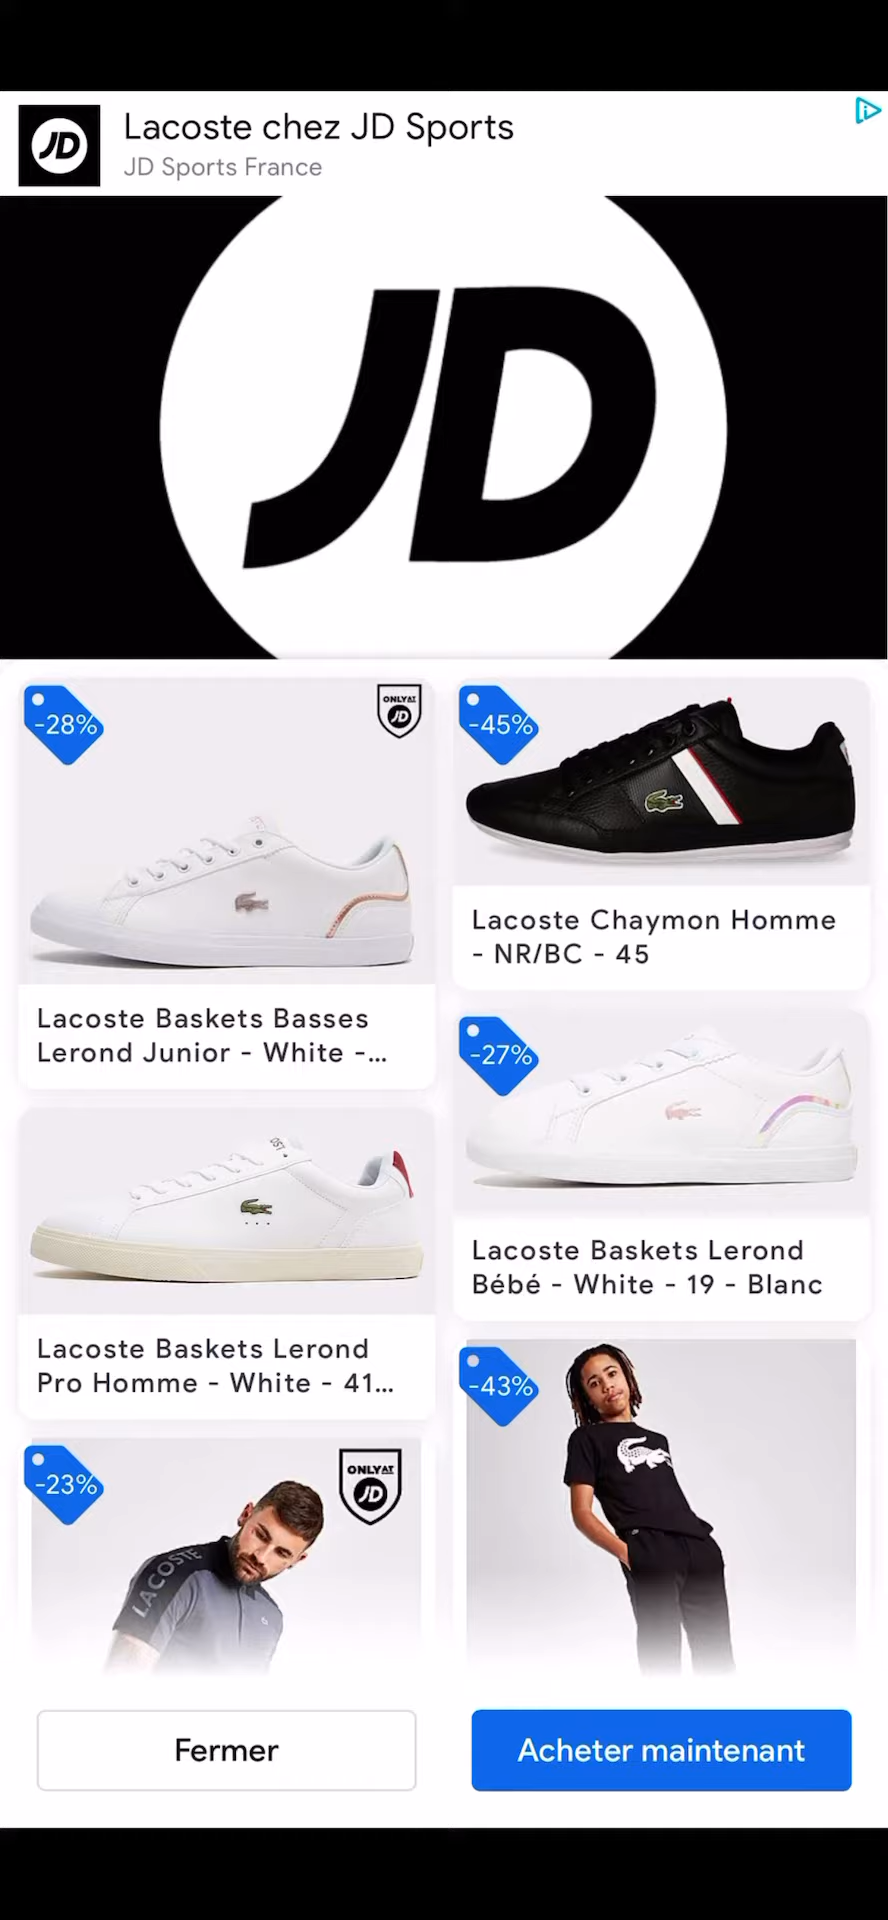 JD
Lacoste chez JD Sports
JD Sports France
JD
-28%
ONLY AT
JD
Lacoste Baskets Basses
Lerond Junior - White -...
-45%
Lacoste Chaymon Homme
- NR/BC - 45
-27%
Lacoste Baskets Lerond
Bébé - White - 19 - Blanc
Lacoste Baskets Lerond
Pro Homme - White - 41...
-43%
-23%
ONLY AT
JD
LACOSTE
Fermer
Acheter maintenant